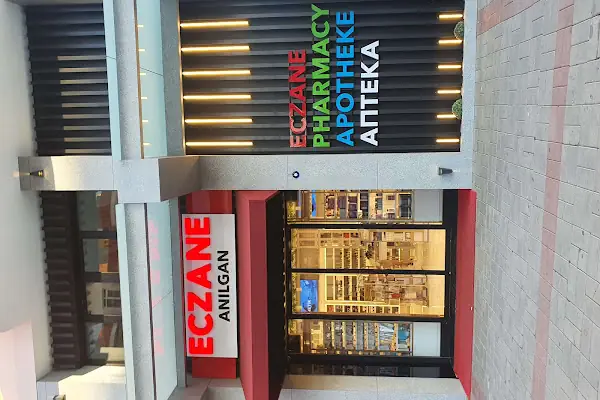 ECZANE
ANILGAN
ECZANE
PHARMACY
APOTHEKE
АПТЕКА